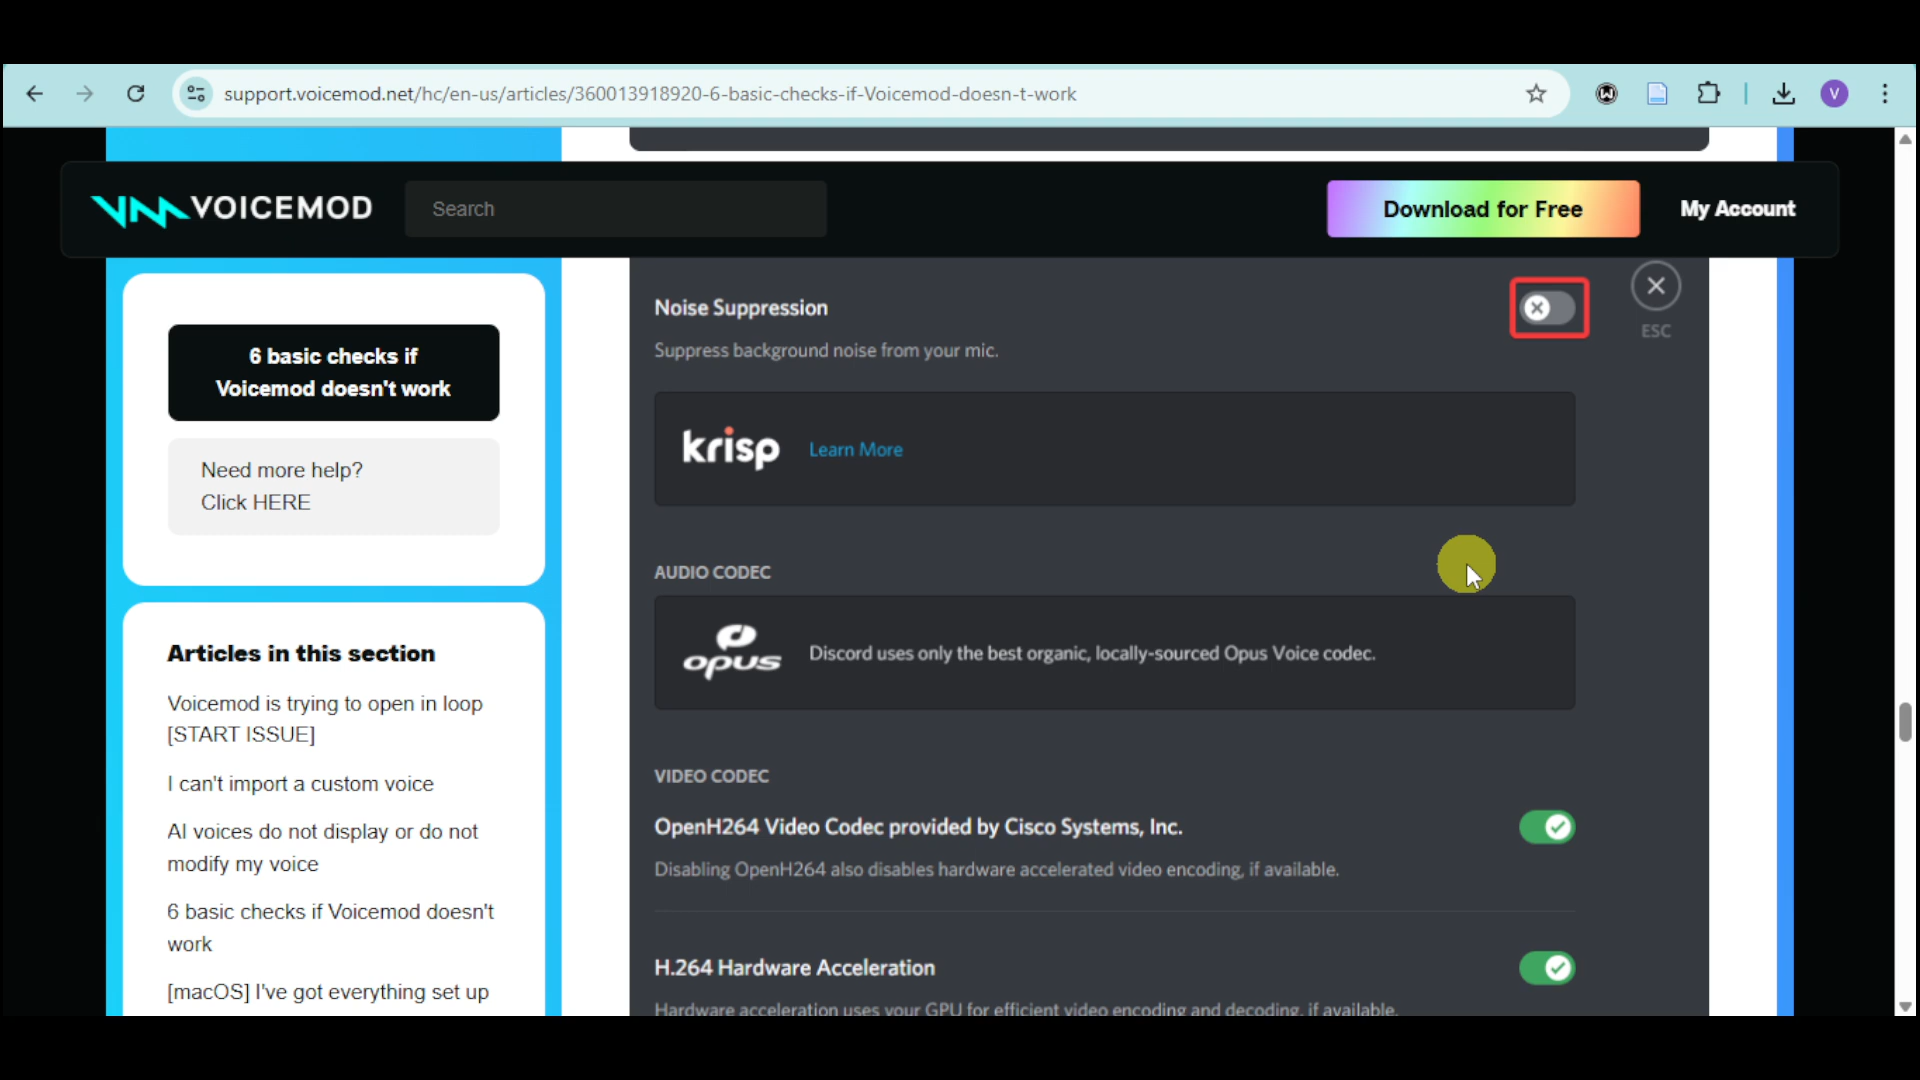 support.voicemod.net/hc/en-us/articles/360013918920-6-basic-checks-if-Voicemod-doesn-t-work
V
VOICEMOD
Search
Download for Free
My Account
6 basic checks if
Voicemod doesn't work
Need more help?
Click HERE
Articles in this section
Voicemod is trying to open in loop
[START ISSUE]
I can't import a custom voice
AI voices do not display or do not
modify my voice
6 basic checks if Voicemod doesn't
work
[macOS] I've got everything set up
Noise Suppression
ESC
Suppress background noise from your mic.
krisp
Learn More
AUDIO CODEC
opus
Discord uses only the best organic, locally-sourced Opus Voice codec.
VIDEO CODEC
OpenH264 Video Codec provided by Cisco Systems, Inc.
Disabling OpenH264 also disables hardware accelerated video encoding, if available.
H.264 Hardware Acceleration
Hardware acceleration uses your GPU for efficient video encoding and decoding, if available.